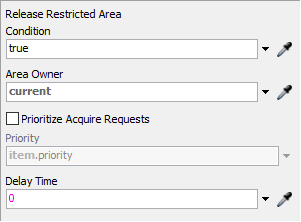 Release Restricted Area
Condition
true
Area Owner
current
Prioritize Acquire Requests
Priority
item.priority
Delay Time
0